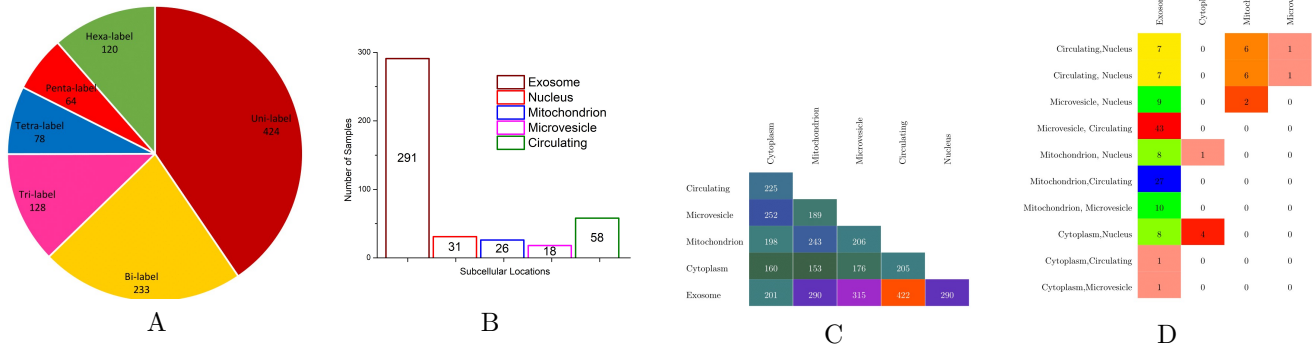 Hexa-label
120
Penta-label
64
Tetra-label
78
Tri-label
128
Bi-label
233
Uni-label
424
A
300
200
100
0
Number of Samples
291
31
26
18
58
Exosome
Nucleus
Mitochondrion
Microvesicle
Circulating
Subcellular Locations
B
Cytoplasm
Mitochondrion
Microvesicle
Circulating
Nucleus
Circulating 225
Microvesicle 252 189
Mitochondrion 198 243 206
Cytoplasm 160 153 176 205
Exosome 201 290 315 422 290
C
Circulating,Nucleus 7 0 6 1
Circulating, Nucleus 7 0 6 1
Microvesicle, Nucleus 9 0 2 0
Microvesicle, Circulating 0 0 0
Mitochondrion, Nucleus 8 1 0 0
Mitochondrion,Circulating 0 0 0
Mitochondrion, Microvesicle 10 0 0 0
Cytoplasm,Nucleus 8 4 0 0
Cytoplasm,Circulating 1 0 0 0
Cytoplasm,Microvesicle 1 0 0 0
D